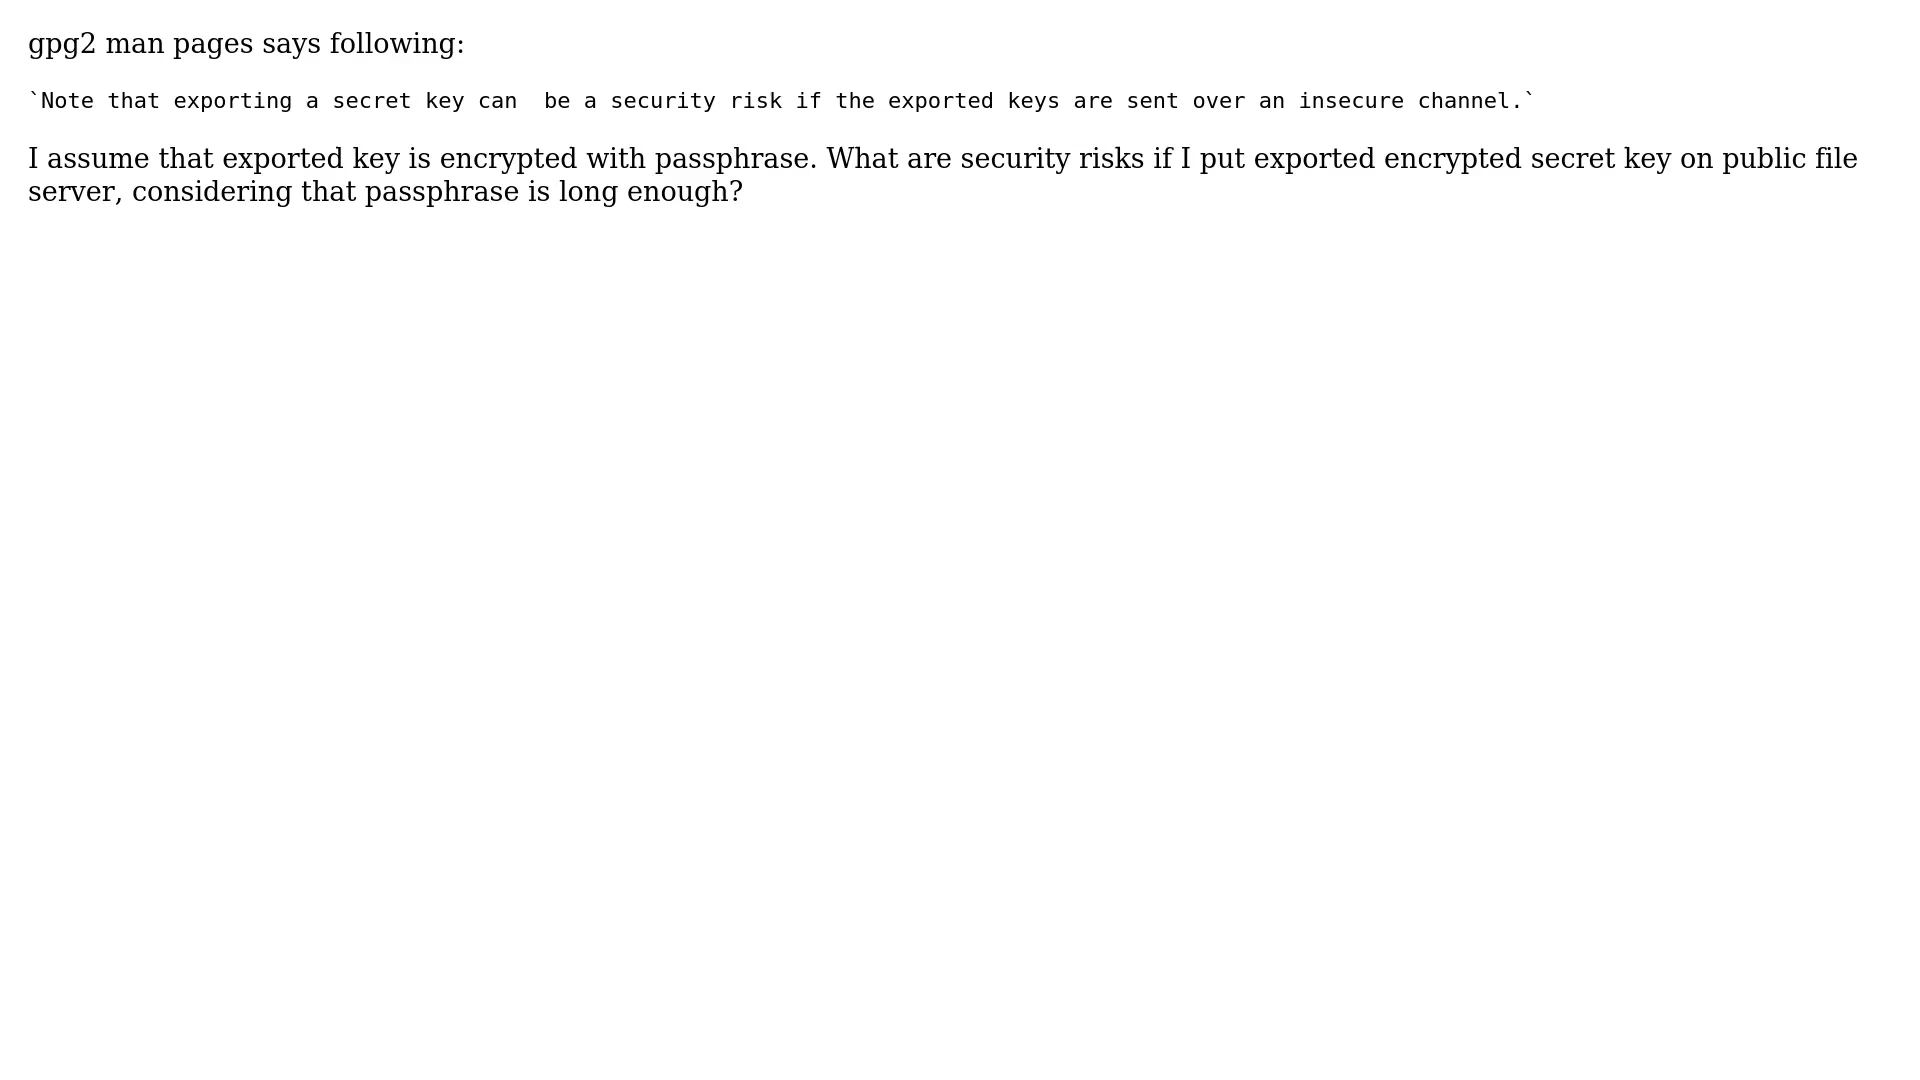 gpg2 man pages says following:
`Note that exporting a secret key can  be a security risk if the exported keys are sent over an insecure channel.`
I assume that exported key is encrypted with passphrase. What are security risks if I put exported encrypted secret key on public file
server, considering that passphrase is long enough?